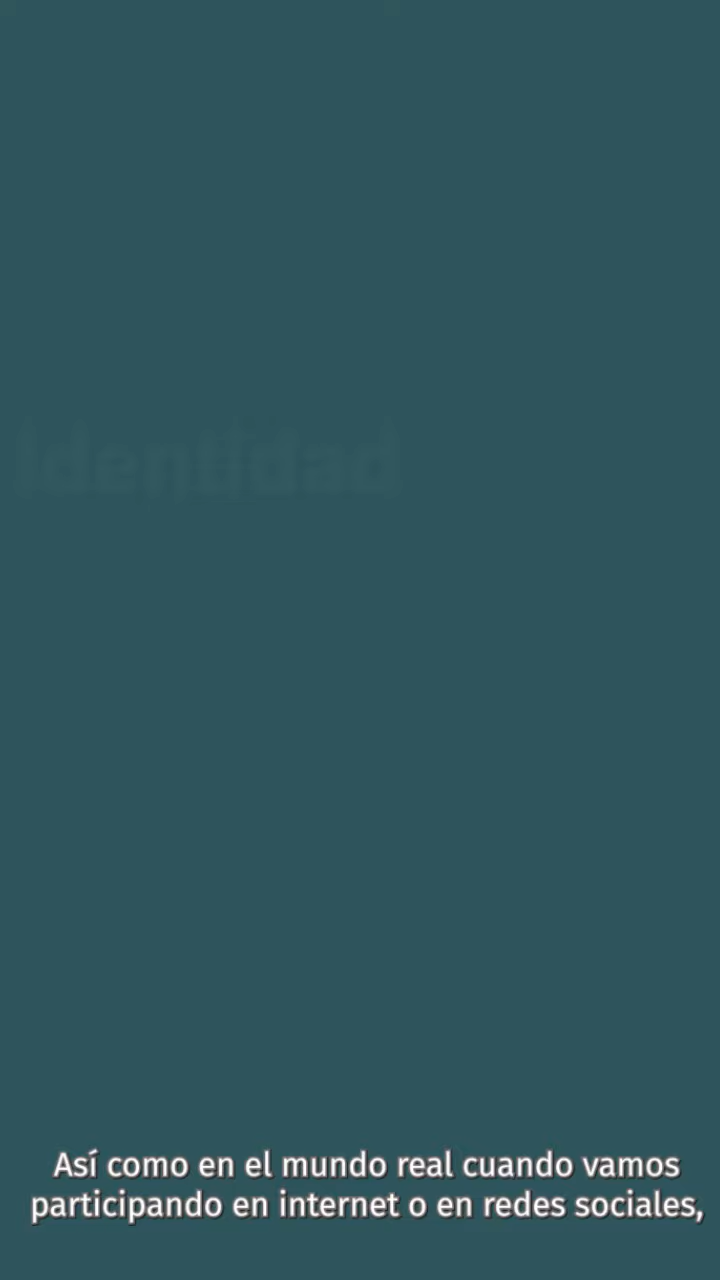 Identidad
Así como en el mundo real cuando vamos
participando en internet o en redes sociales,